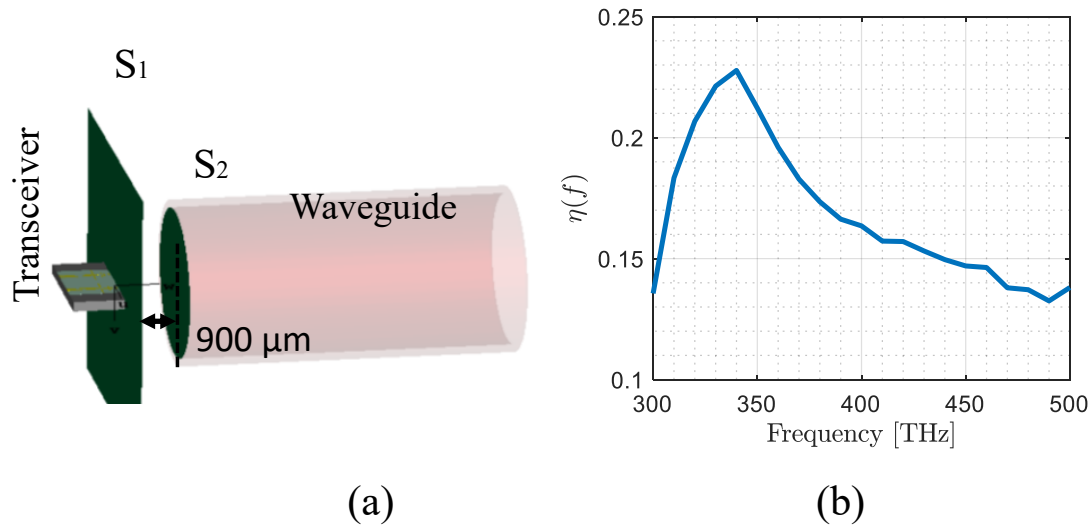 S1
Transceiver
S2
Waveguide
900 μm
(a)
0.25
0.2
0.15
0.1
η(f)
300
350
400
450
500
Frequency [THz]
(b)